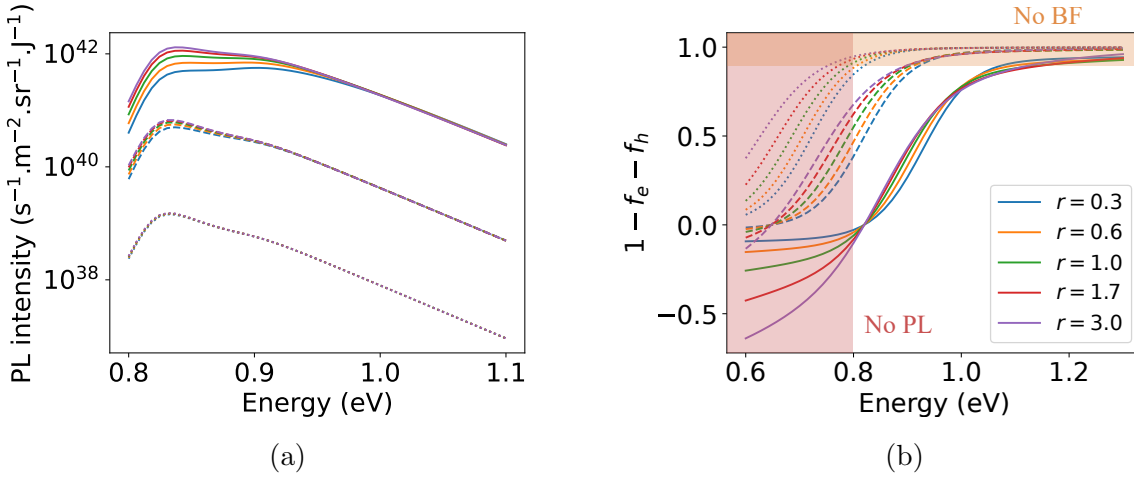 10^42
10^40
10^38
PL intensity (s⁻¹.m⁻².sr⁻¹.J⁻¹)
0.8 0.9 1.0 1.1
Energy (eV)
(a)
No BF
1.0
0.5
0.0
−0.5
1 − f_e − f_h
No PL
r = 0.3
r = 0.6
r = 1.0
r = 1.7
r = 3.0
0.6 0.8 1.0 1.2
Energy (eV)
(b)